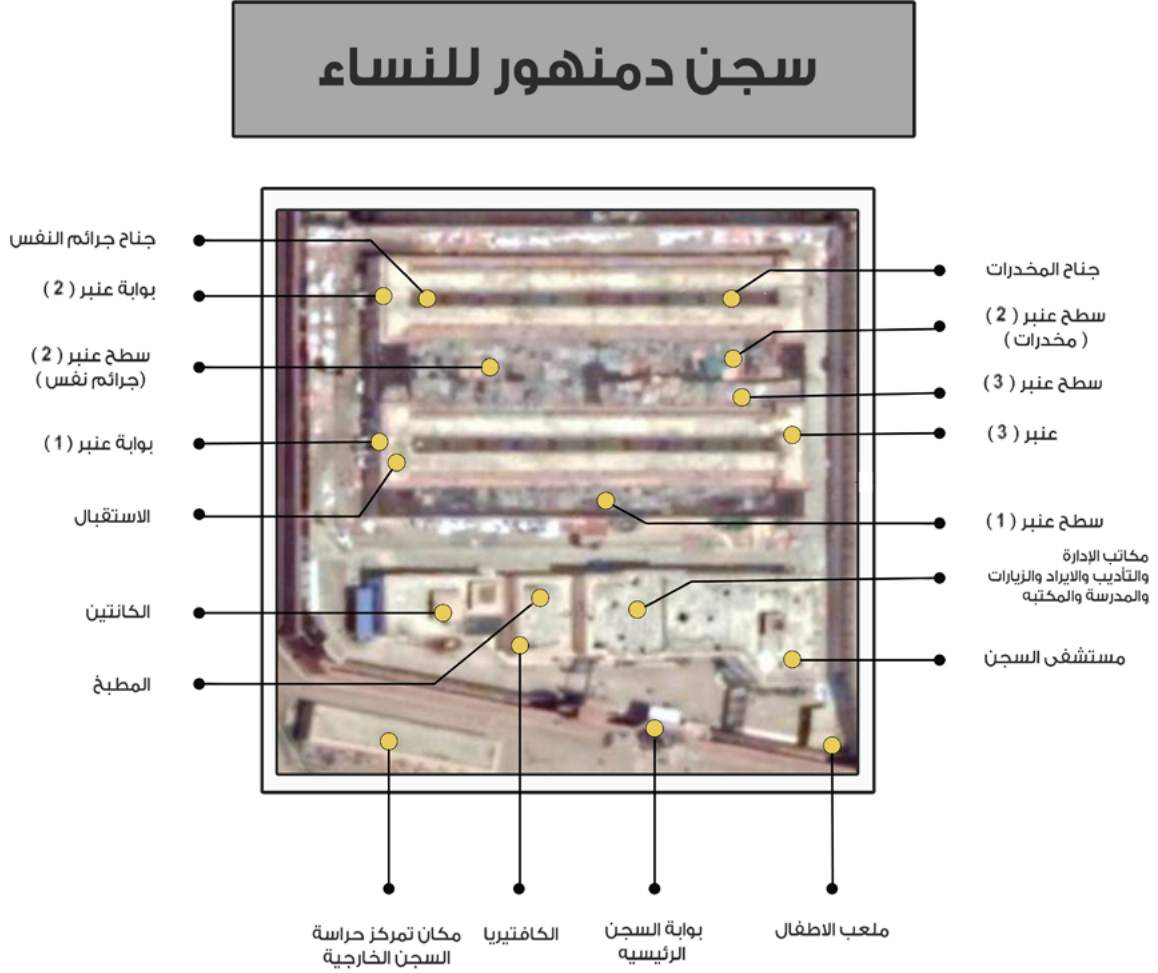 سجن دمنهور للنساء
جناح المخدرات
سطح عنبر ( 2 )
( مخدرات )
سطح عنبر ( 3 )
عنبر ( 3 )
سطح عنبر ( 1 )
مكاتب الإدارة
والتأديب والايراد والزيارات
والمدرسة والمكتبه
مستشفى السجن
جناح جرائم النفس
بوابة عنبر ( 2 )
سطح عنبر ( 2 )
( جرائم نفس )
بوابة عنبر ( 1 )
الاستقبال
الكانتين
المطبخ
ملعب الاطفال
بوابة السجن
الرئيسيه
الكافتيريا
مكان تمركز حراسة
السجن الخارجية